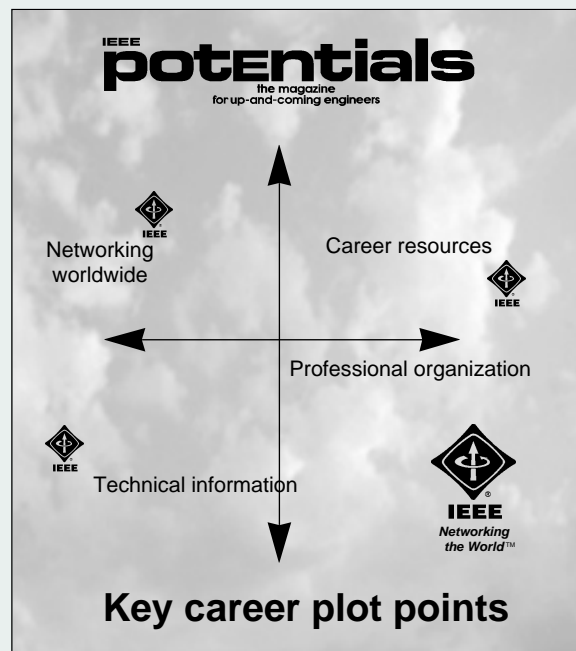 IEEE
potentials
the magazine
for up-and-coming engineers
IEEE
Networking
worldwide
Career resources
IEEE
Professional organization
IEEE
Technical information
IEEE
Networking
the World™
Key career plot points